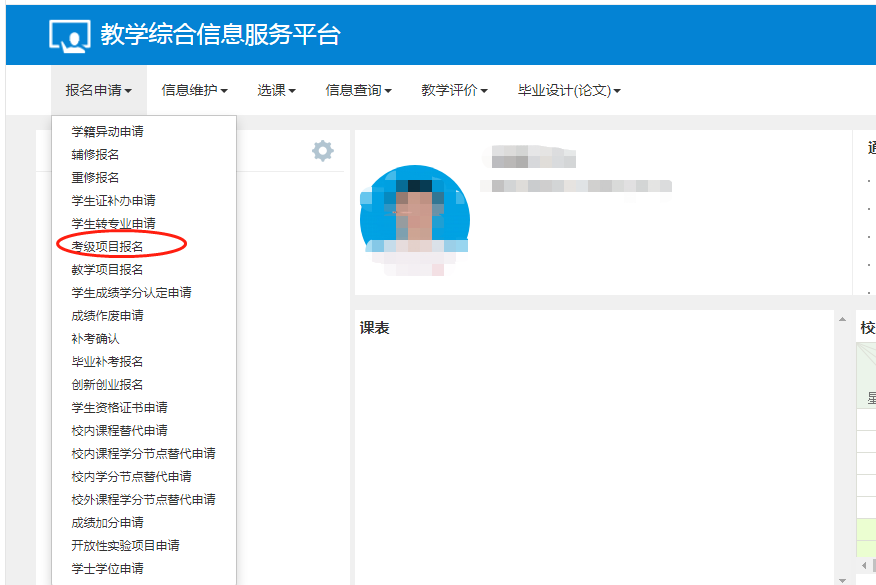 教学综合信息服务平台
报名申请 信息维护 选课 信息查询 教学评价 毕业设计(论文)
学籍异动申请
辅修报名
重修报名
学生证补办申请
学生转专业申请
考级项目报名
教学项目报名
学生成绩学分认定申请
成绩作废申请
补考确认
毕业补考报名
创新创业报名
学生资格证书申请
校内课程替代申请
校内课程学分节点替代申请
校内学分节点替代申请
校外课程学分节点替代申请
成绩加分申请
开放性实验项目申请
学士学位申请
课表
校